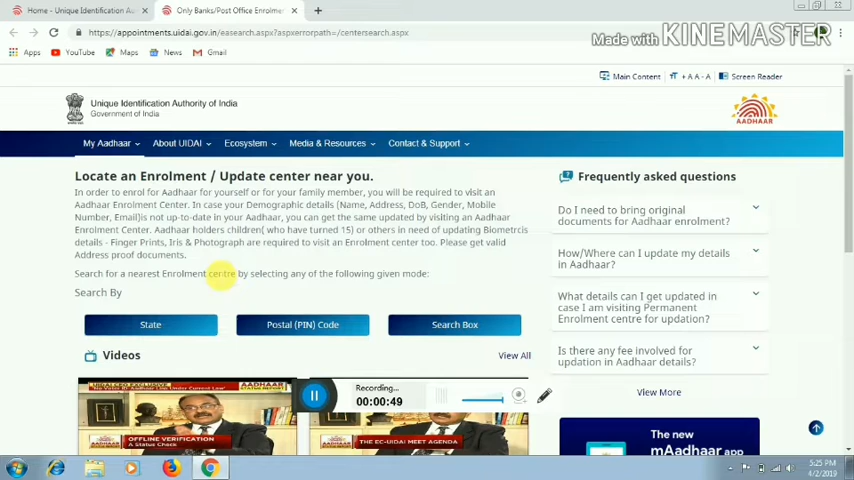 Home - Unique Identification Au
Only Banks/Post Office Enrolmen
https://appointments.uidai.gov.in/easearch.aspx?aspxerrorpath=/centersearch.aspx
Made with KINEMASTER
Apps
YouTube
Maps
News
Gmail
Main Content
TT + A A - A
Screen Reader
Unique Identification Authority of India
Government of India
AADHAAR
My Aadhaar
About UIDAI
Ecosystem
Media & Resources
Contact & Support
Locate an Enrolment / Update center near you.
In order to enrol for Aadhaar for yourself or for your family member, you will be required to visit an
Aadhaar Enrolment Center. In case your Demographic details (Name, Address, DoB, Gender, Mobile
Number, Email)is not up-to-date in your Aadhaar, you can get the same updated by visiting an Aadhaar
Enrolment Center. Aadhaar holders children( who have turned 15) or others in need of updating Biometrcis
details - Finger Prints, Iris & Photograph are required to visit an Enrolment center too. Please get valid
Address proof documents.
Search for a nearest Enrolment centre by selecting any of the following given mode:
Search By
State
Postal (PIN) Code
Search Box
Videos
View All
Frequently asked questions
Do I need to bring original
documents for Aadhaar enrolment?
How/Where can I update my details
in Aadhaar?
What details can I get updated in
case I am visiting Permanent
Enrolment centre for updation?
Is there any fee involved for
updation in Aadhaar details?
View More
UIDAI CEO EXCLUSIVE
AADHAAR
OFFLINE VERIFICATION
A Status Check
AADHAAR
THE EC-UIDAI MEET AGENDA
Recording...
00:00:49
The new
mAadhaar app
5:25 PM
4/2/2019